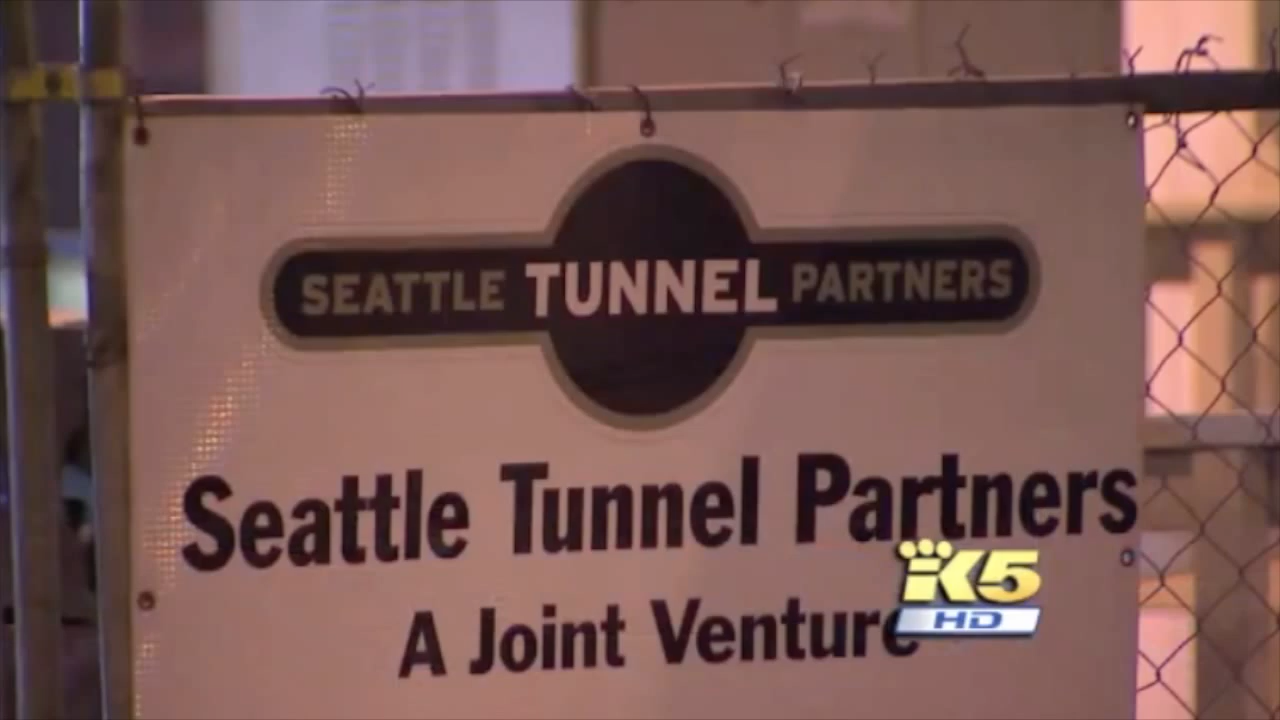 SEATTLE TUNNEL PARTNERS
Seattle Tunnel Partners
A Joint Venture
K5
HD